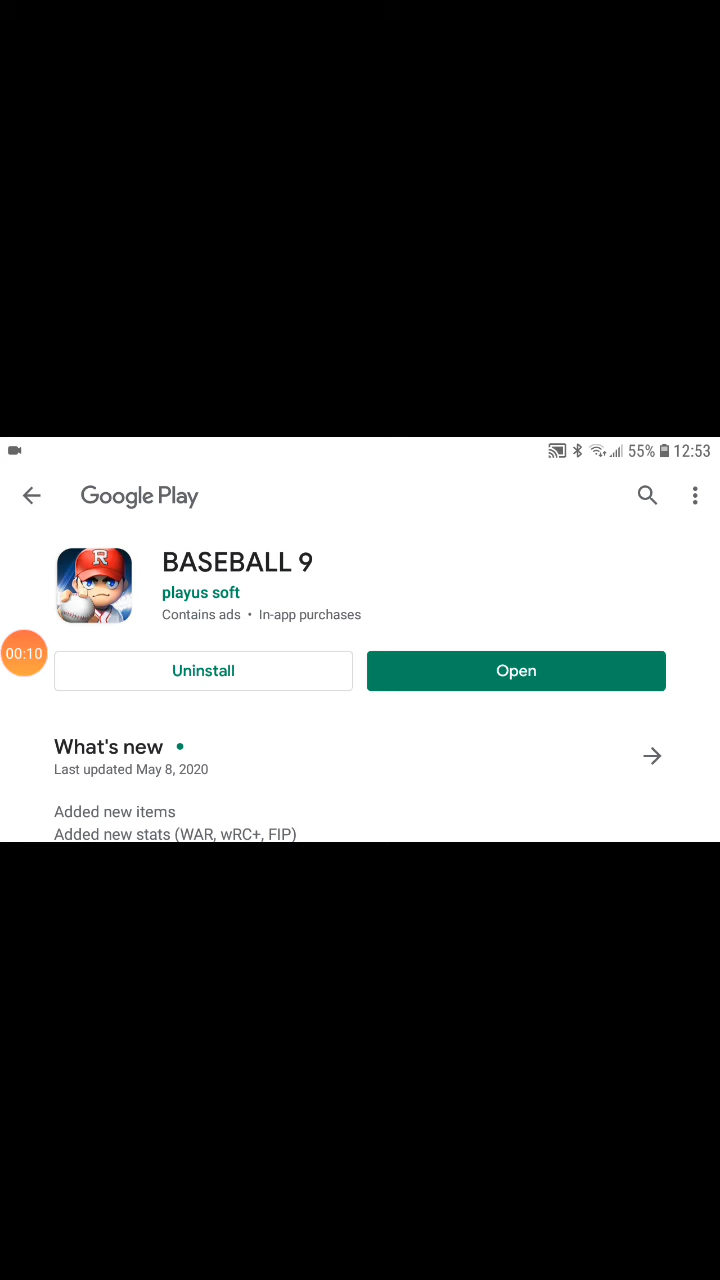 55% 12:53
Google Play
R
BASEBALL 9
playus soft
Contains ads • In-app purchases
00:10
Uninstall
Open
What's new
Last updated May 8, 2020
Added new items
Added new stats (WAR, wRC+, FIP)